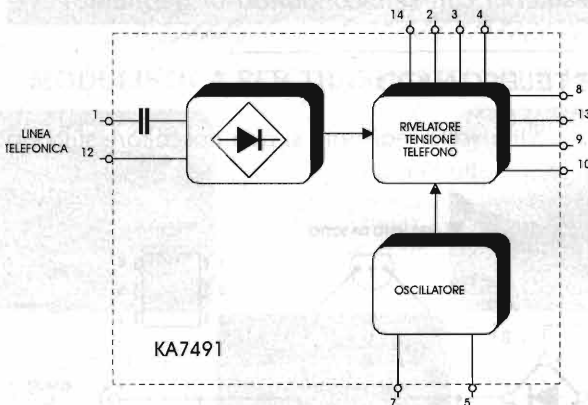 14 2 3 4
1
LINEA
TELEFONICA
12
RIVELATORE
TENSIONE
TELEFONO
8
13
9
10
OSCILLATORE
KA7491
7 5